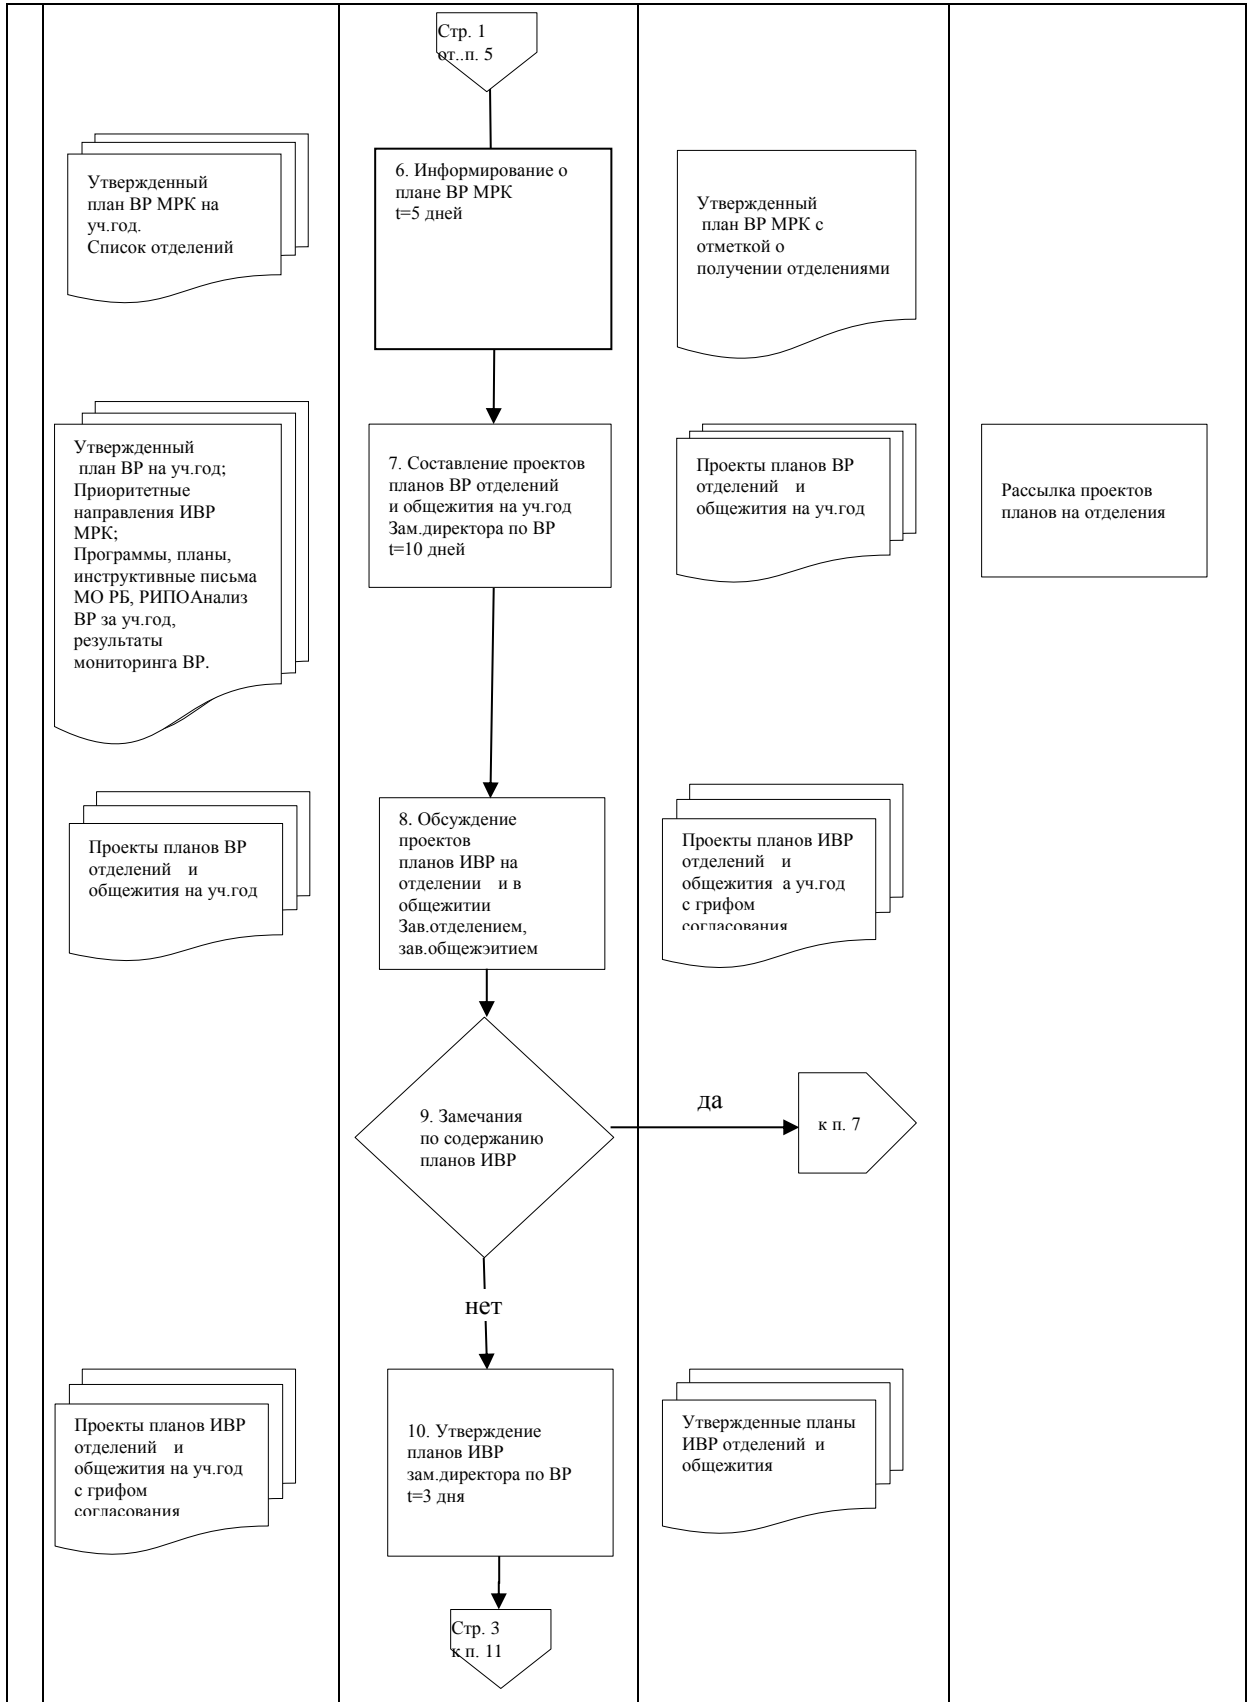 Стр. 1
от..п. 5
Утвержденный
план ВР МРК на
уч.год.
Список отделений
6. Информирование о
плане ВР МРК
t=5 дней
Утвержденный
план ВР МРК с
отметкой о
получении отделениями
Утвержденный
план ВР на уч.год;
Приоритетные
направления ИВР
МРК;
Программы, планы,
инструктивные письма
МО РБ, РИПОАнализ
ВР за уч.год,
результаты
мониторинга ВР.
7. Составление проектов
планов ВР отделений
и общежития на уч.год
Зам.директора по ВР
t=10 дней
Проекты планов ВР
отделений и
общежития на уч.год
Рассылка проектов
планов на отделения
Проекты планов ВР
отделений и
общежития на уч.год
8. Обсуждение
проектов
планов ИВР на
отделении и в
общежитии
Зав.отделением,
зав.общежэитием
Проекты планов ИВР
отделений и
общежития а уч.год
с грифом
согласования
9. Замечания
по содержанию
планов ИВР
да
к п. 7
нет
Проекты планов ИВР
отделений и
общежития на уч.год
с грифом
согласования
10. Утверждение
планов ИВР
зам.директора по ВР
t=3 дня
Утвержденные планы
ИВР отделений и
общежития
Стр. 3
к п. 11